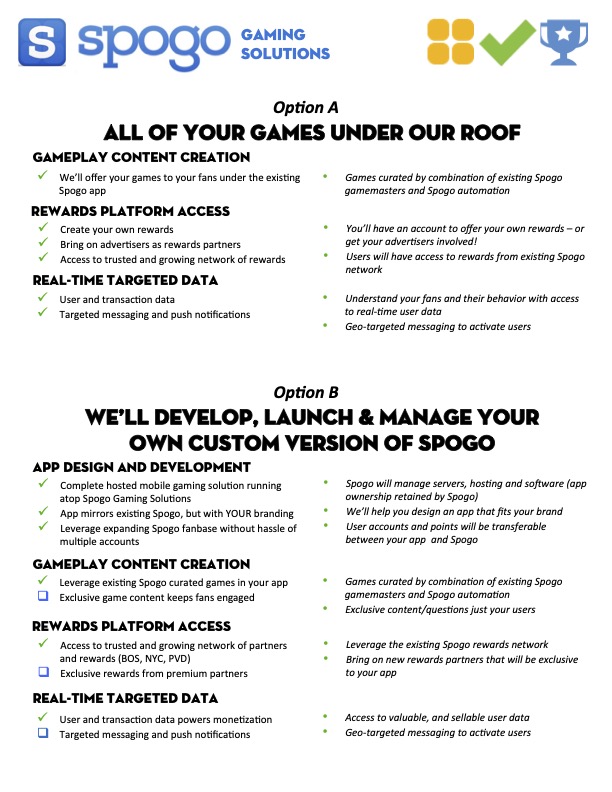 S spogo GAMING
SOLUTIONS
Option A
ALL OF YOUR GAMES UNDER OUR ROOF
GAMEPLAY CONTENT CREATION
We'll offer your games to your fans under the existing
Spogo app
• Games curated by combination of existing Spogo
gamemasters and Spogo automation
REWARDS PLATFORM ACCESS
✓ Create your own rewards
✓ Bring on advertisers as rewards partners
✓ Access to trusted and growing network of rewards
• You'll have an account to offer your own rewards – or
get your advertisers involved!
• Users will have access to rewards from existing Spogo
network
REAL-TIME TARGETED DATA
✓ User and transaction data
✓ Targeted messaging and push notifications
• Understand your fans and their behavior with access
to real-time user data
• Geo-targeted messaging to activate users
Option B
WE'LL DEVELOP, LAUNCH & MANAGE YOUR
OWN CUSTOM VERSION OF SPOGO
APP DESIGN AND DEVELOPMENT
✓ Complete hosted mobile gaming solution running
atop Spogo Gaming Solutions
✓ App mirrors existing Spogo, but with YOUR branding
✓ Leverage expanding Spogo fanbase without hassle of
multiple accounts
• Spogo will manage servers, hosting and software (app
ownership retained by Spogo)
• We'll help you design an app that fits your brand
• User accounts and points will be transferable
between your app and Spogo
GAMEPLAY CONTENT CREATION
✓ Leverage existing Spogo curated games in your app
❑ Exclusive game content keeps fans engaged
• Games curated by combination of existing Spogo
gamemasters and Spogo automation
• Exclusive content/questions just your users
REWARDS PLATFORM ACCESS
✓ Access to trusted and growing network of partners
and rewards (BOS, NYC, PVD)
❑ Exclusive rewards from premium partners
• Leverage the existing Spogo rewards network
• Bring on new rewards partners that will be exclusive
to your app
REAL-TIME TARGETED DATA
✓ User and transaction data powers monetization
❑ Targeted messaging and push notifications
• Access to valuable, and sellable user data
• Geo-targeted messaging to activate users